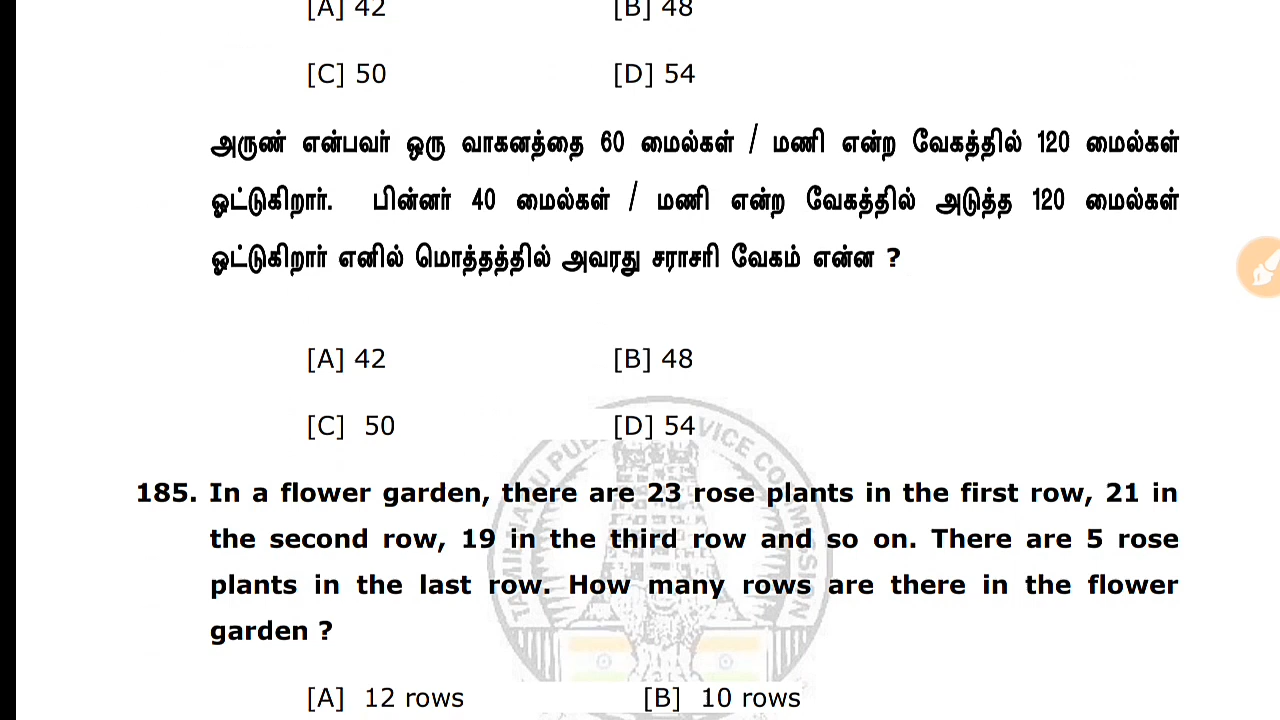 [A] 42 [B] 48
[C] 50 [D] 54
அருண் என்பவர் ஒரு வாகனத்தை 60 மைல்கள் / மணி என்ற வேகத்தில் 120 மைல்கள்
ஓட்டுகிறார். பின்னர் 40 மைல்கள் / மணி என்ற வேகத்தில் அடுத்த 120 மைல்கள்
ஓட்டுகிறார் எனில் மொத்தத்தில் அவரது சராசரி வேகம் என்ன ?
[A] 42 [B] 48
[C] 50 [D] 54
185. In a flower garden, there are 23 rose plants in the first row, 21 in
the second row, 19 in the third row and so on. There are 5 rose
plants in the last row. How many rows are there in the flower
garden ?
[A] 12 rows [B] 10 rows